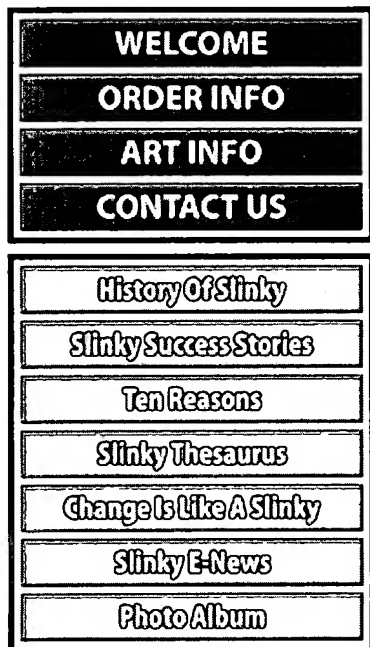 WELCOME
ORDER INFO
ART INFO
CONTACT US
History Of Slinky
Slinky Success Stories
Ten Reasons
Slinky Thesaurus
Change Is Like A Slinky
Slinky E-News
Photo Album